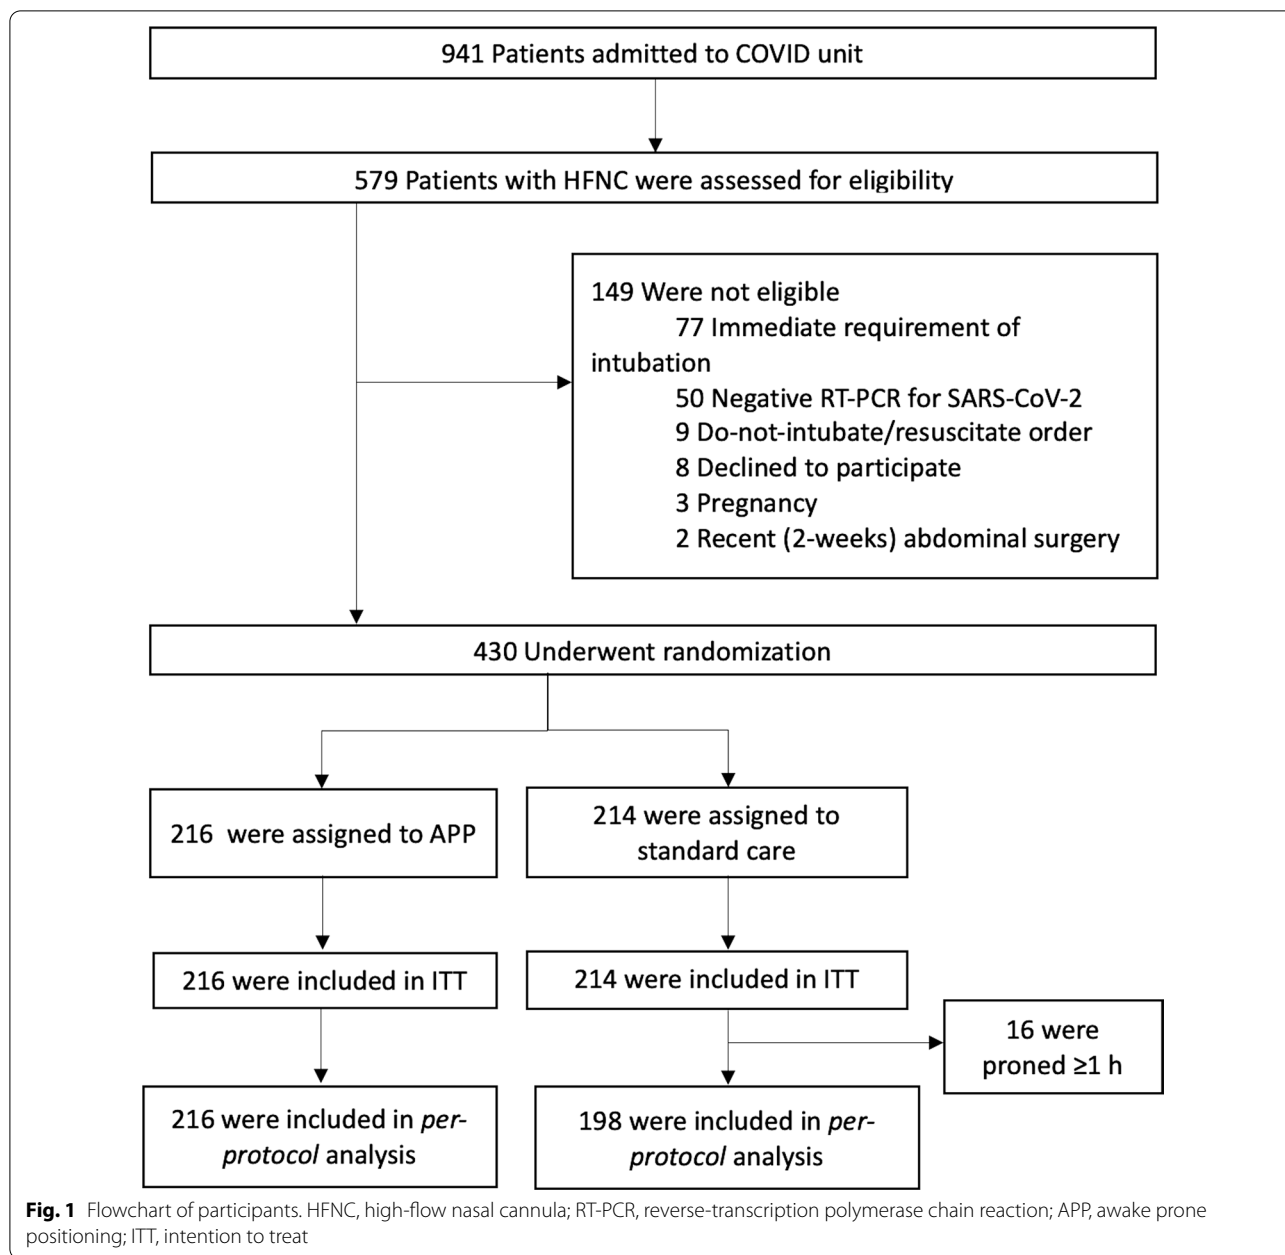 941 Patients admitted to COVID unit
579 Patients with HFNC were assessed for eligibility
149 Were not eligible
77 Immediate requirement of
intubation
50 Negative RT-PCR for SARS-CoV-2
9 Do-not-intubate/resuscitate order
8 Declined to participate
3 Pregnancy
2 Recent (2-weeks) abdominal surgery
430 Underwent randomization
216 were assigned to APP
214 were assigned to
standard care
216 were included in ITT
214 were included in ITT
16 were
proned ≥1 h
216 were included in per-
protocol analysis
198 were included in per-
protocol analysis
Fig. 1 Flowchart of participants. HFNC, high-flow nasal cannula; RT-PCR, reverse-transcription polymerase chain reaction; APP, awake prone
positioning; ITT, intention to treat